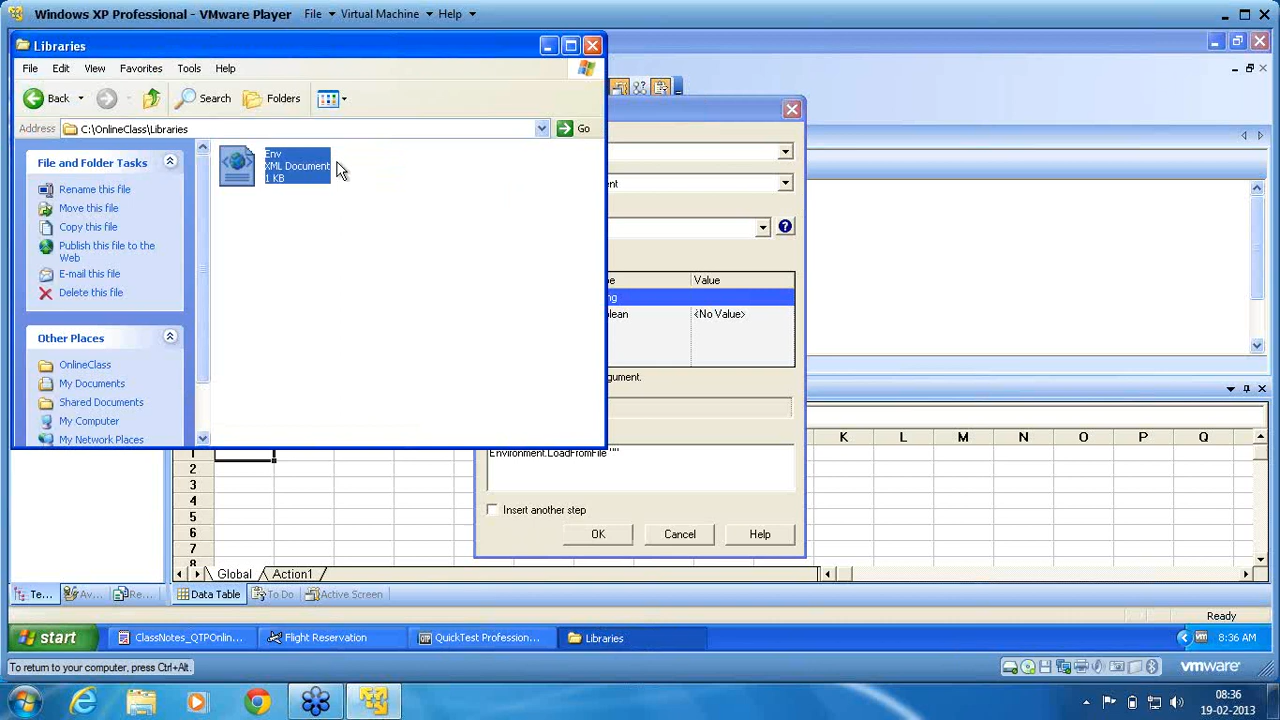 Windows XP Professional - VMware Player File Virtual Machine Help
Libraries
File Edit View Favorites Tools Help
Back Search Folders
Address C:\OnlineClass\Libraries Go
File and Folder Tasks
Rename this file
Move this file
Copy this file
Publish this file to the
Web
E-mail this file
Delete this file
Other Places
OnlineClass
My Documents
Shared Documents
My Computer
My Network Places
Env
XML Document
1 KB
Value
<No Value>
Environment.LoadFromFile ""
Insert another step
OK Cancel Help
K L M N O P Q
1
2
3
4
5
6
7
8
Global Action1
Te... Av... Re... Data Table To Do Active Screen
Ready
start ClassNotes_QTPOnlin... Flight Reservation QuickTest Profession... Libraries 8:36 AM
To return to your computer, press Ctrl+Alt. vmware
08:36
19-02-2013